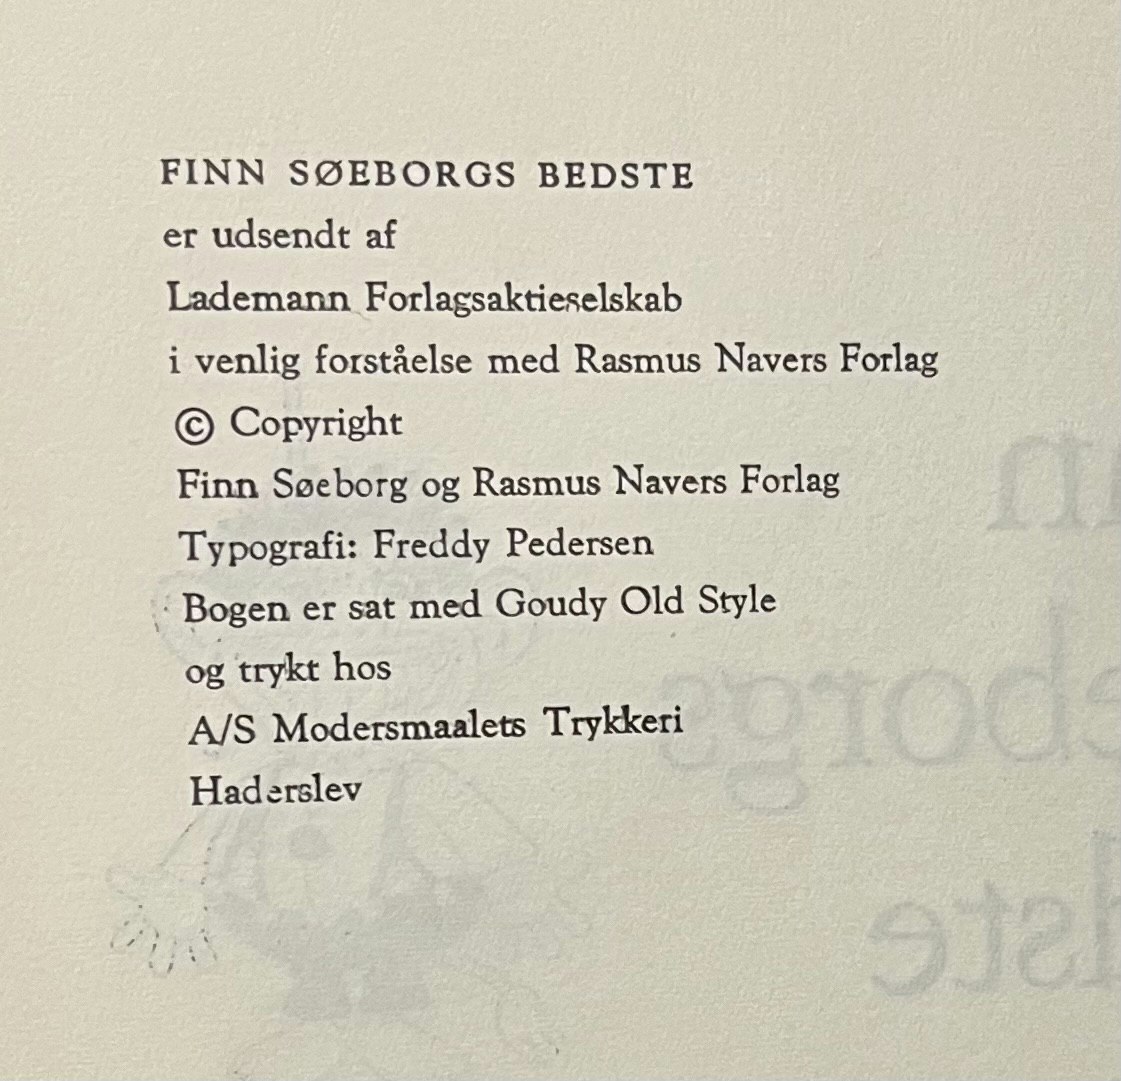 FINN SØEBORGS BEDSTE
er udsendt af
Lademann Forlagsaktieselskab
i venlig forståelse med Rasmus Navers Forlag
© Copyright
Finn Søeborg og Rasmus Navers Forlag
Typografi: Freddy Pedersen
Bogen er sat med Goudy Old Style
og trykt hos
A/S Modersmaalets Trykkeri
Haderslev